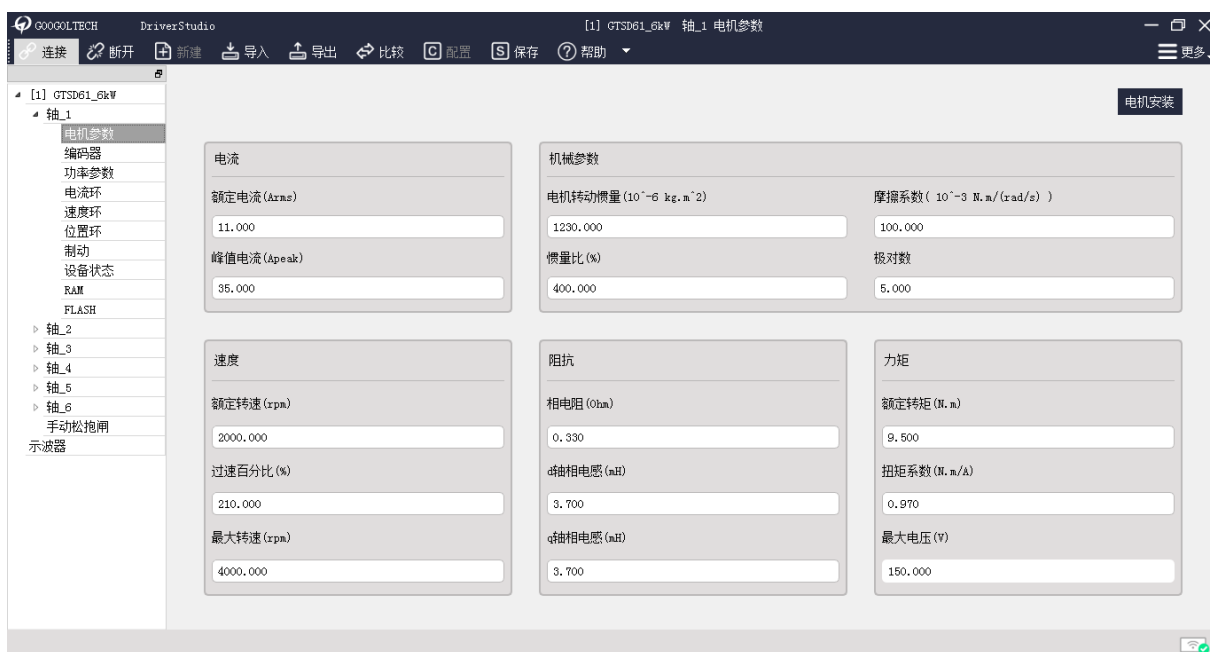 GOOGOLTECH DriverStudio [1] GTSD61_6kW 轴_1 电机参数
连接 断开 新建 导入 导出 比较 C 配置 S 保存 ? 帮助 更多
[1] GTSD61_6kW
电机安装
轴_1
电机参数
编码器
功率参数
电流环
速度环
位置环
制动
设备状态
RAM
FLASH
轴_2
轴_3
轴_4
轴_5
轴_6
手动松抱闸
示波器
电流
额定电流(Arms)
11.000
峰值电流(Apeak)
35.000
机械参数
电机转动惯量(10^-6 kg.m^2) 摩擦系数( 10^-3 N.m/(rad/s) )
1230.000 100.000
惯量比(%) 极对数
400.000 5.000
速度
额定转速(rpm)
2000.000
过速百分比(%)
210.000
最大转速(rpm)
4000.000
阻抗
相电阻(Ohm)
0.330
d轴相电感(mH)
3.700
q轴相电感(mH)
3.700
力矩
额定转矩(N.m)
9.500
扭矩系数(N.m/A)
0.970
最大电压(V)
150.000